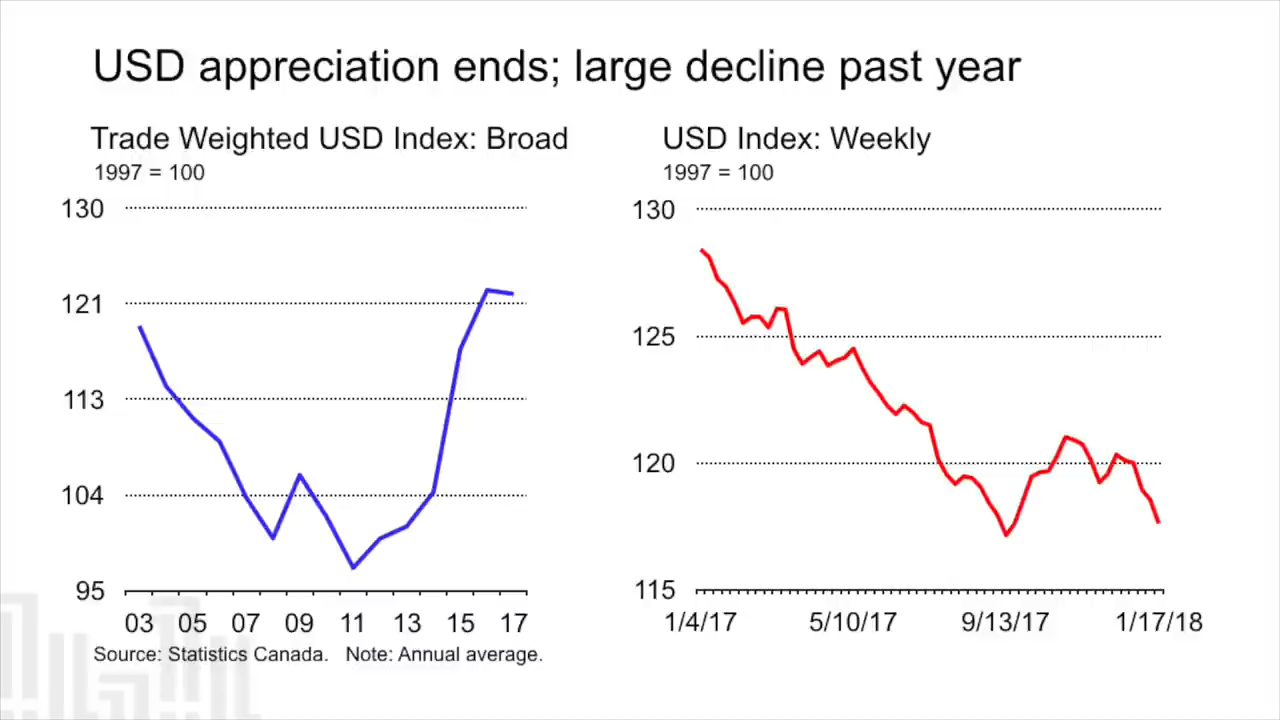 USD appreciation ends; large decline past year
Trade Weighted USD Index: Broad
1997 = 100
130
121
113
104
95
03 05 07 09 11 13 15 17
Source: Statistics Canada. Note: Annual average.
USD Index: Weekly
1997 = 100
130
125
120
115
1/4/17 5/10/17 9/13/17 1/17/18